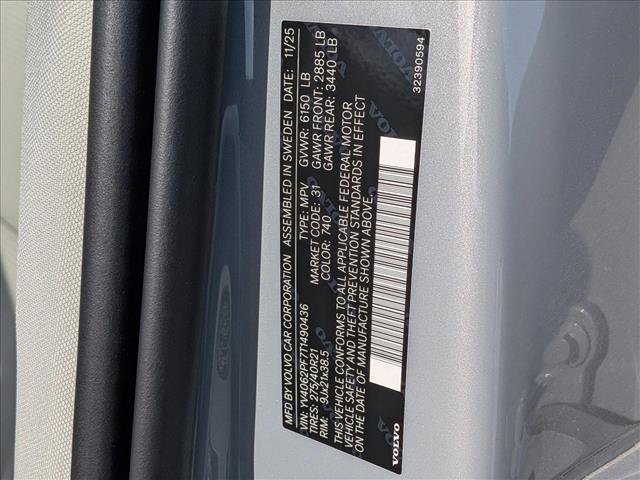 MFD BY VOLVO CAR CORPORATION ASSEMBLED IN SWEDEN DATE: 11/25
VIN: YV4062PF7T1490436 TYPE: MPV GVWR: 6150 LB
TIRES: 275/40R21 MARKET CODE: 31 GAWR FRONT: 2885 LB
RIM: 9Jx21x38.5 COLOR: 740 GAWR REAR: 3440 LB
THIS VEHICLE CONFORMS TO ALL APPLICABLE FEDERAL MOTOR
VEHICLE SAFETY AND THEFT PREVENTION STANDARDS IN EFFECT
ON THE DATE OF MANUFACTURE SHOWN ABOVE.
VOLVO 32390594